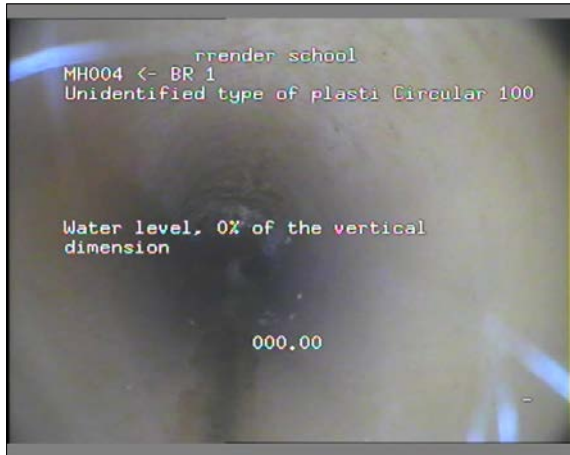 rrender school
MH004 <- BR 1
Unidentified type of plasti Circular 100
Water level, 0% of the vertical
dimension
000.00
-